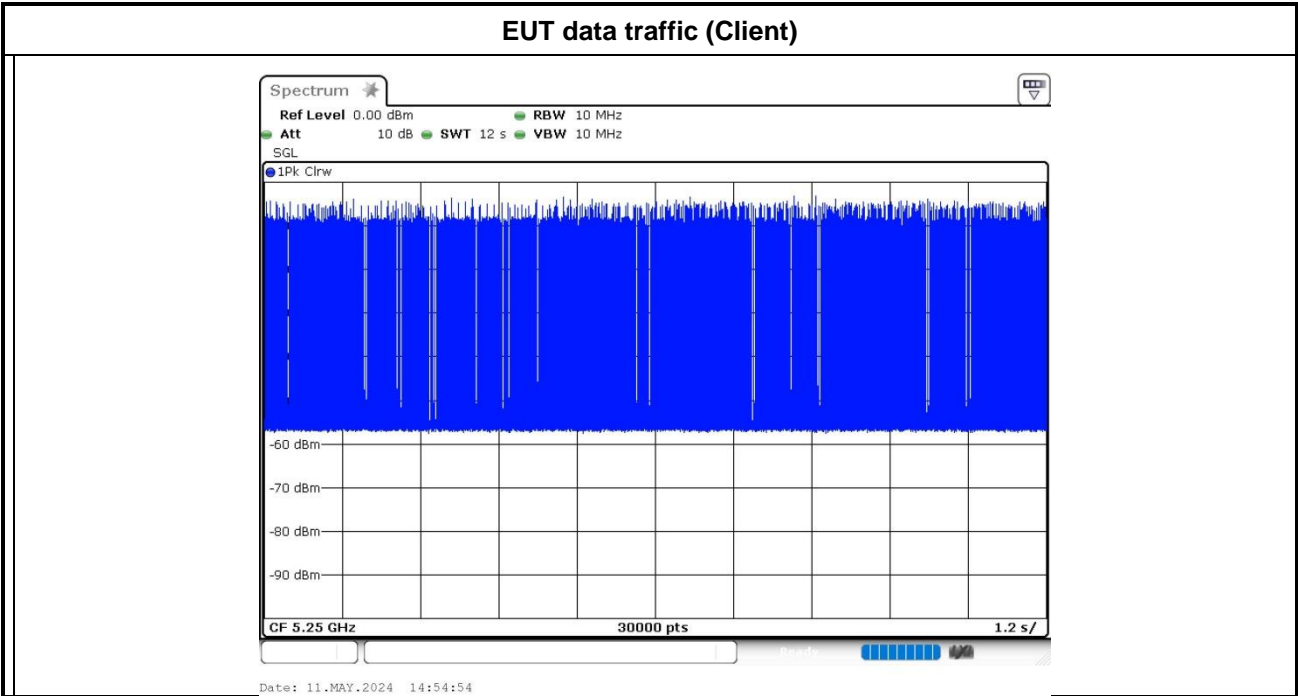 EUT data traffic (Client)
Spectrum
Ref Level 0.00 dBm RBW 10 MHz
Att 10 dB SWT 12 s VBW 10 MHz
SGL
1Pk Clrw
-60 dBm
-70 dBm
-80 dBm
-90 dBm
CF 5.25 GHz 30000 pts 1.2 s/
Ready
Date: 11.MAY.2024 14:54:54